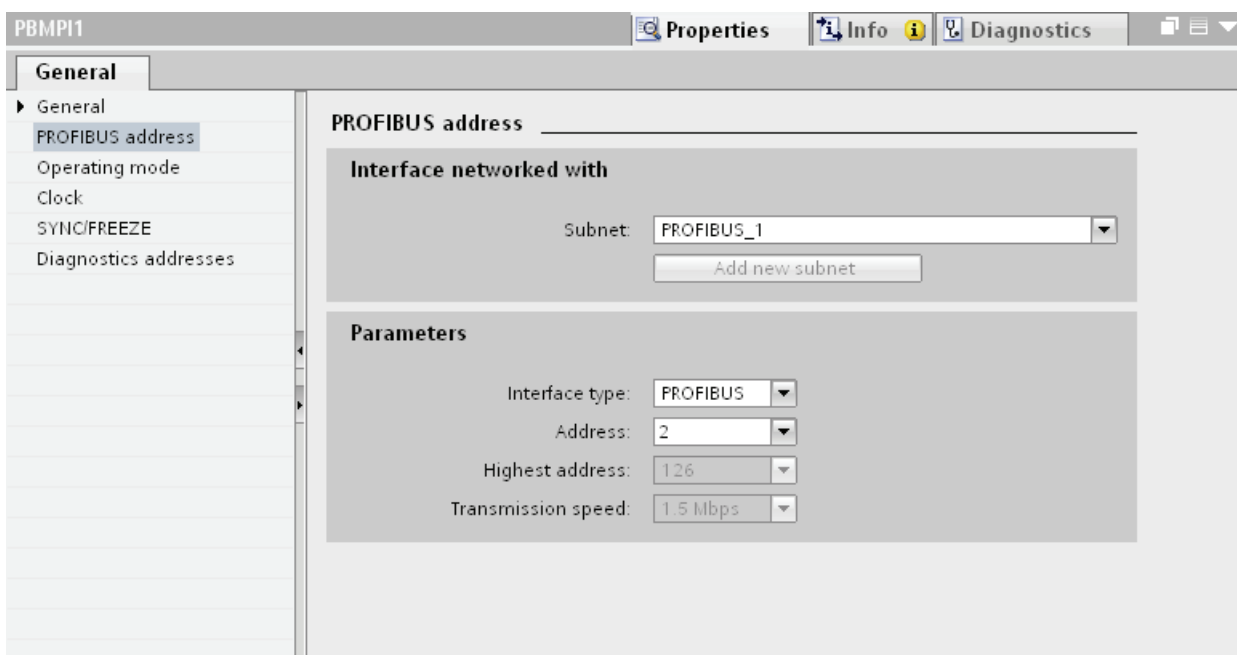 PBMPI1 Properties Info Diagnostics
General
General
PROFIBUS address
Operating mode
Clock
SYNC/FREEZE
Diagnostics addresses
PROFIBUS address
Interface networked with
Subnet: PROFIBUS_1
Add new subnet
Parameters
Interface type: PROFIBUS
Address: 2
Highest address: 126
Transmission speed: 1.5 Mbps